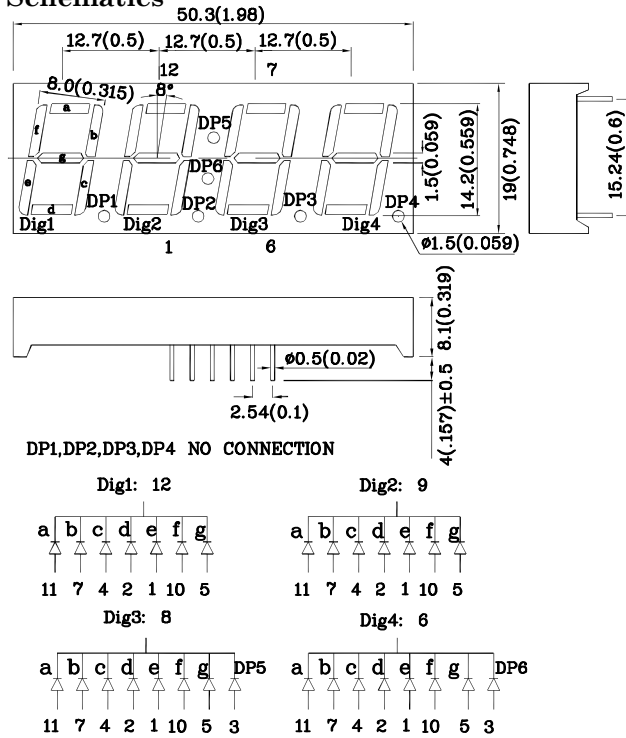 Schematics
50.3(1.98)
12.7(0.5) 12.7(0.5) 12.7(0.5)
12 7
8.0(0.315) 8°
a
f b DP5
g
DP6
e c
d DP1 DP2 DP3 DP4
Dig1 Dig2 Dig3 Dig4
1 6
1.5(0.059)
14.2(0.559)
19(0.748)
15.24(0.6)
ø1.5(0.059)
8.1(0.319)
ø0.5(0.02)
2.54(0.1)
4(.157)±0.5
DP1,DP2,DP3,DP4 NO CONNECTION
Dig1: 12 Dig2: 9
a b c d e f g a b c d e f g
11 7 4 2 1 10 5 11 7 4 2 1 10 5
Dig3: 8 Dig4: 6
a b c d e f g DP5 a b c d e f g DP6
11 7 4 2 1 10 5 3 11 7 4 2 1 10 5 3